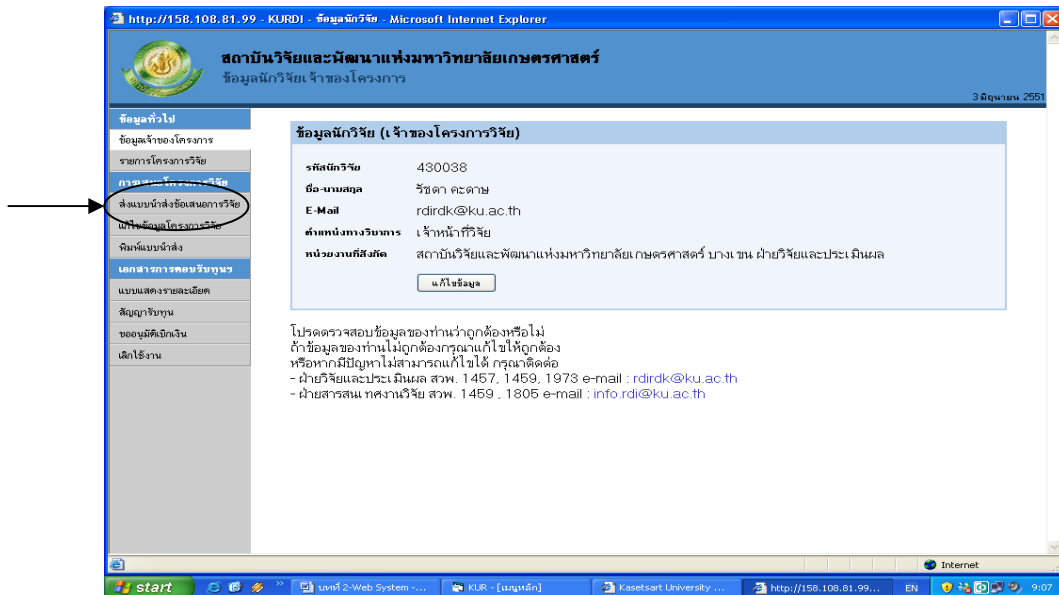 http://158.108.81.99 - KURDI - ข้อมูลนักวิจัย - Microsoft Internet Explorer
สถาบันวิจัยและพัฒนาแห่งมหาวิทยาลัยเกษตรศาสตร์
ข้อมูลนักวิจัยเจ้าของโครงการ
3 มิถุนายน 2551
ข้อมูลทั่วไป
ข้อมูลเจ้าของโครงการ
รายการโครงการวิจัย
การเสนอโครงการวิจัย
ส่งแบบนำส่งข้อเสนอการวิจัย
แก้ไขข้อมูลโครงการวิจัย
พิมพ์แบบนำส่ง
เอกสารการตอบรับทุนฯ
แบบแสดงรายละเอียด
สัญญารับทุน
ขออนุมัติเบิกเงิน
เลิกใช้งาน
ข้อมูลนักวิจัย (เจ้าของโครงการวิจัย)
รหัสนักวิจัย 430038
ชื่อ-นามสกุล รัชดา คะดาษ
E-Mail rdirdk@ku.ac.th
ตำแหน่งทางวิชาการ เจ้าหน้าที่วิจัย
หน่วยงานที่สังกัด สถาบันวิจัยและพัฒนาแห่งมหาวิทยาลัยเกษตรศาสตร์ บางเขน ฝ่ายวิจัยและประเมินผล
แก้ไขข้อมูล
โปรดตรวจสอบข้อมูลของท่านว่าถูกต้องหรือไม่
ถ้าข้อมูลของท่านไม่ถูกต้องกรุณาแก้ไขให้ถูกต้อง
หรือหากมีปัญหาไม่สามารถแก้ไขได้ กรุณาติดต่อ
- ฝ่ายวิจัยและประเมินผล สวพ. 1457, 1459, 1973 e-mail : rdirdk@ku.ac.th
- ฝ่ายสารสนเทศงานวิจัย สวพ. 1459 , 1805 e-mail : info.rdi@ku.ac.th
Internet
start
บทที่ 2-Web System -...
KUR - [เมนูหลัก]
Kasetsart University ...
http://158.108.81.99...
EN
9:07